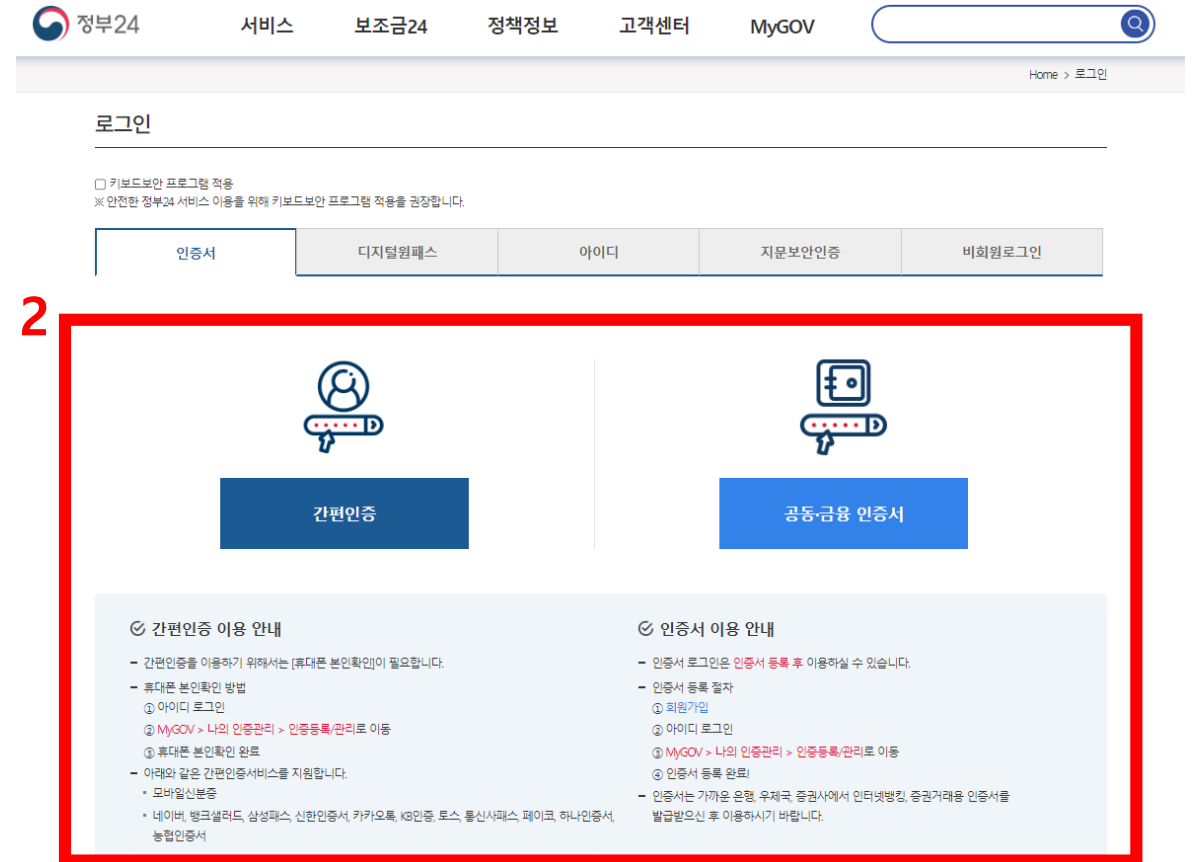 정부24 서비스 보조금24 정책정보 고객센터 MyGOV
Home > 로그인
로그인
키보드보안 프로그램 적용
※ 안전한 정부24 서비스 이용을 위해 키보드보안 프로그램 적용을 권장합니다.
인증서 디지털원패스 아이디 지문보안인증 비회원로그인
2
간편인증
공동·금융 인증서
간편인증 이용 안내
- 간편인증을 이용하기 위해서는 [휴대폰 본인확인]이 필요합니다.
- 휴대폰 본인확인 방법
① 아이디 로그인
② MyGOV > 나의 인증관리 > 인증등록/관리로 이동
③ 휴대폰 본인확인 완료
- 아래와 같은 간편인증서비스를 지원합니다.
• 모바일신분증
• 네이버, 뱅크샐러드, 삼성패스, 신한인증서, 카카오톡, KB인증, 토스, 통신사패스, 페이코, 하나인증서,
농협인증서
인증서 이용 안내
- 인증서 로그인은 인증서 등록 후 이용하실 수 있습니다.
- 인증서 등록 절차
① 회원가입
② 아이디 로그인
③ MyGOV > 나의 인증관리 > 인증등록/관리로 이동
④ 인증서 등록 완료!
- 인증서는 가까운 은행, 우체국, 증권사에서 인터넷뱅킹, 증권거래용 인증서를
발급받으신 후 이용하시기 바랍니다.